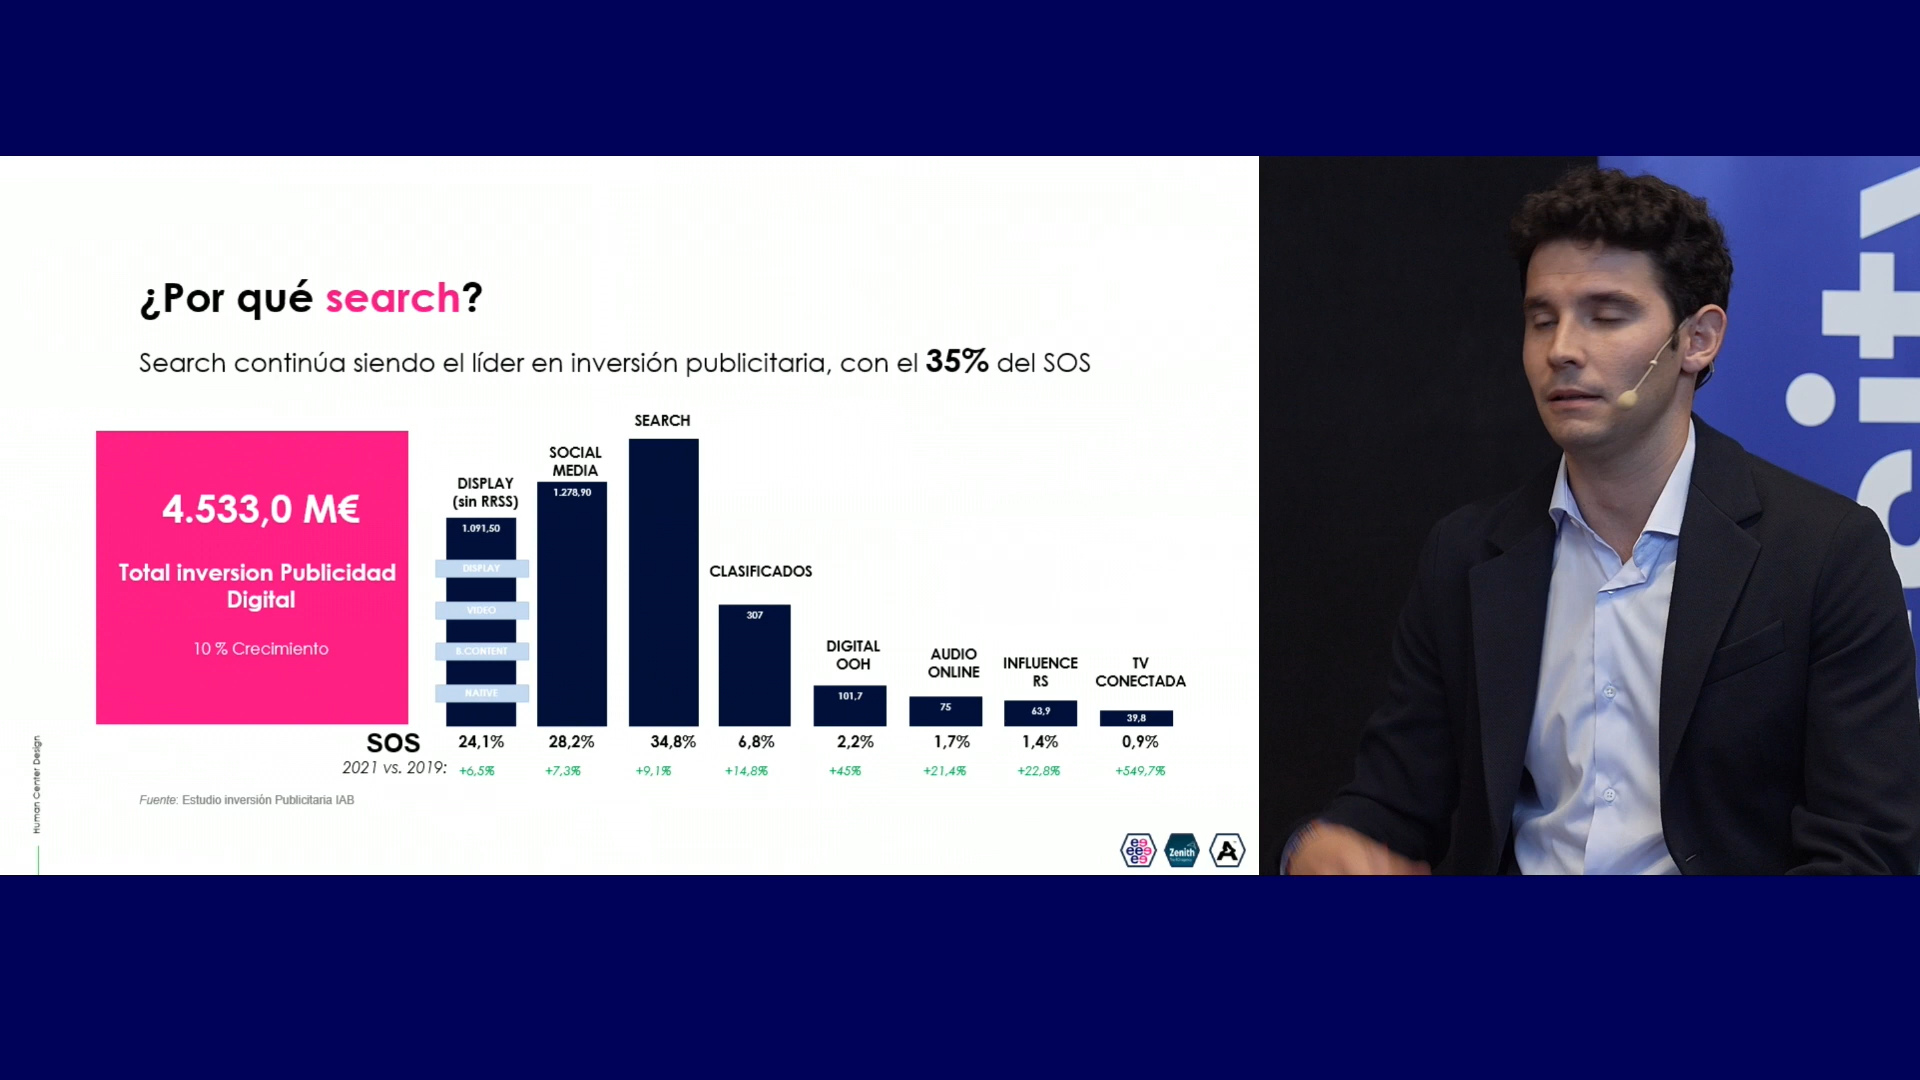 ¿Por qué search?
Search continúa siendo el líder en inversión publicitaria, con el 35% del SOS
4.533,0 M€
Total inversion Publicidad
Digital
10 % Crecimiento
DISPLAY
(sin RRSS)
1.091,50
DISPLAY
VIDEO
B.CONTENT
NATIVE
SOCIAL
MEDIA
1.278,90
SEARCH
CLASIFICADOS
307
DIGITAL
OOH
101,7
AUDIO
ONLINE
75
INFLUENCE
RS
63,9
TV
CONECTADA
39,8
SOS 24,1% 28,2% 34,8% 6,8% 2,2% 1,7% 1,4% 0,9%
2021 vs. 2019: +6,5% +7,3% +9,1% +14,8% +45% +21,4% +22,8% +549,7%
Fuente: Estudio inversión Publicitaria IAB
Human Center Design
Zenith